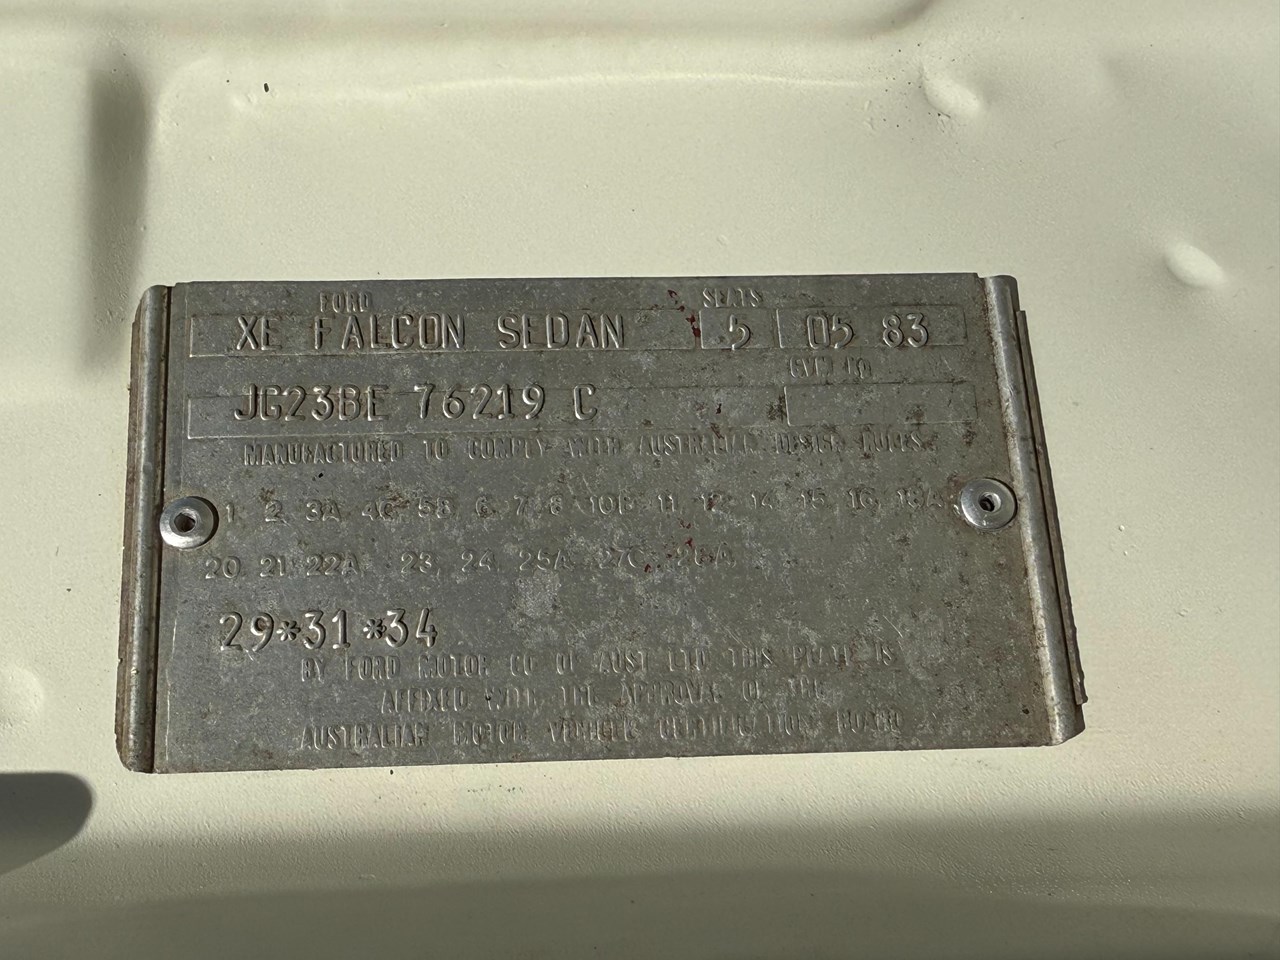 FORD SEATS
XE FALCON SEDAN 5 05 83
GVM KG
JG23BE 76219 C
MANUFACTURED TO COMPLY WITH AUSTRALIAN DESIGN RULES
1 2 3A 4C 5B 6 7 8 10B 11 12 14 15 16 18A
20 21 22A 23 24 25A 27C 28A
29*31*34
BY FORD MOTOR CO OF AUST LTD THIS PLATE IS
AFFIXED WITH THE APPROVAL OF THE
AUSTRALIAN MOTOR VEHICLE CERTIFICATION BOARD